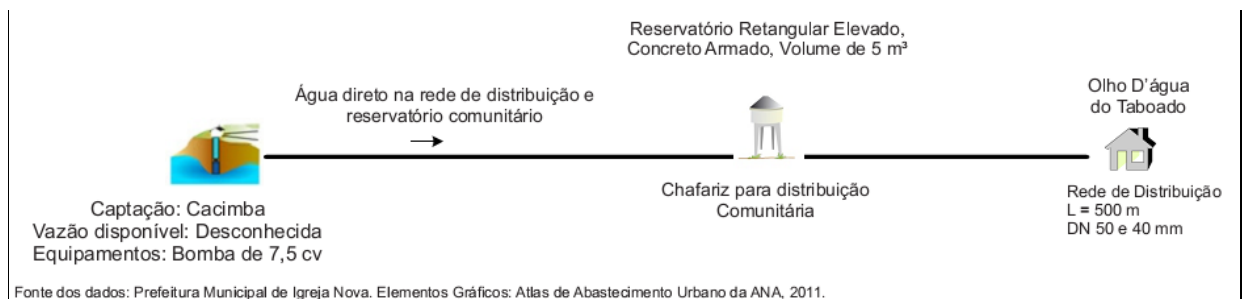 Reservatório Retangular Elevado,
Concreto Armado, Volume de 5 m³
Água direto na rede de distribuição e
reservatório comunitário
Olho D'água
do Taboado
Captação: Cacimba
Vazão disponível: Desconhecida
Equipamentos: Bomba de 7,5 cv
Chafariz para distribuição
Comunitária
Rede de Distribuição
L = 500 m
DN 50 e 40 mm
Fonte dos dados: Prefeitura Municipal de Igreja Nova. Elementos Gráficos: Atlas de Abastecimento Urbano da ANA, 2011.